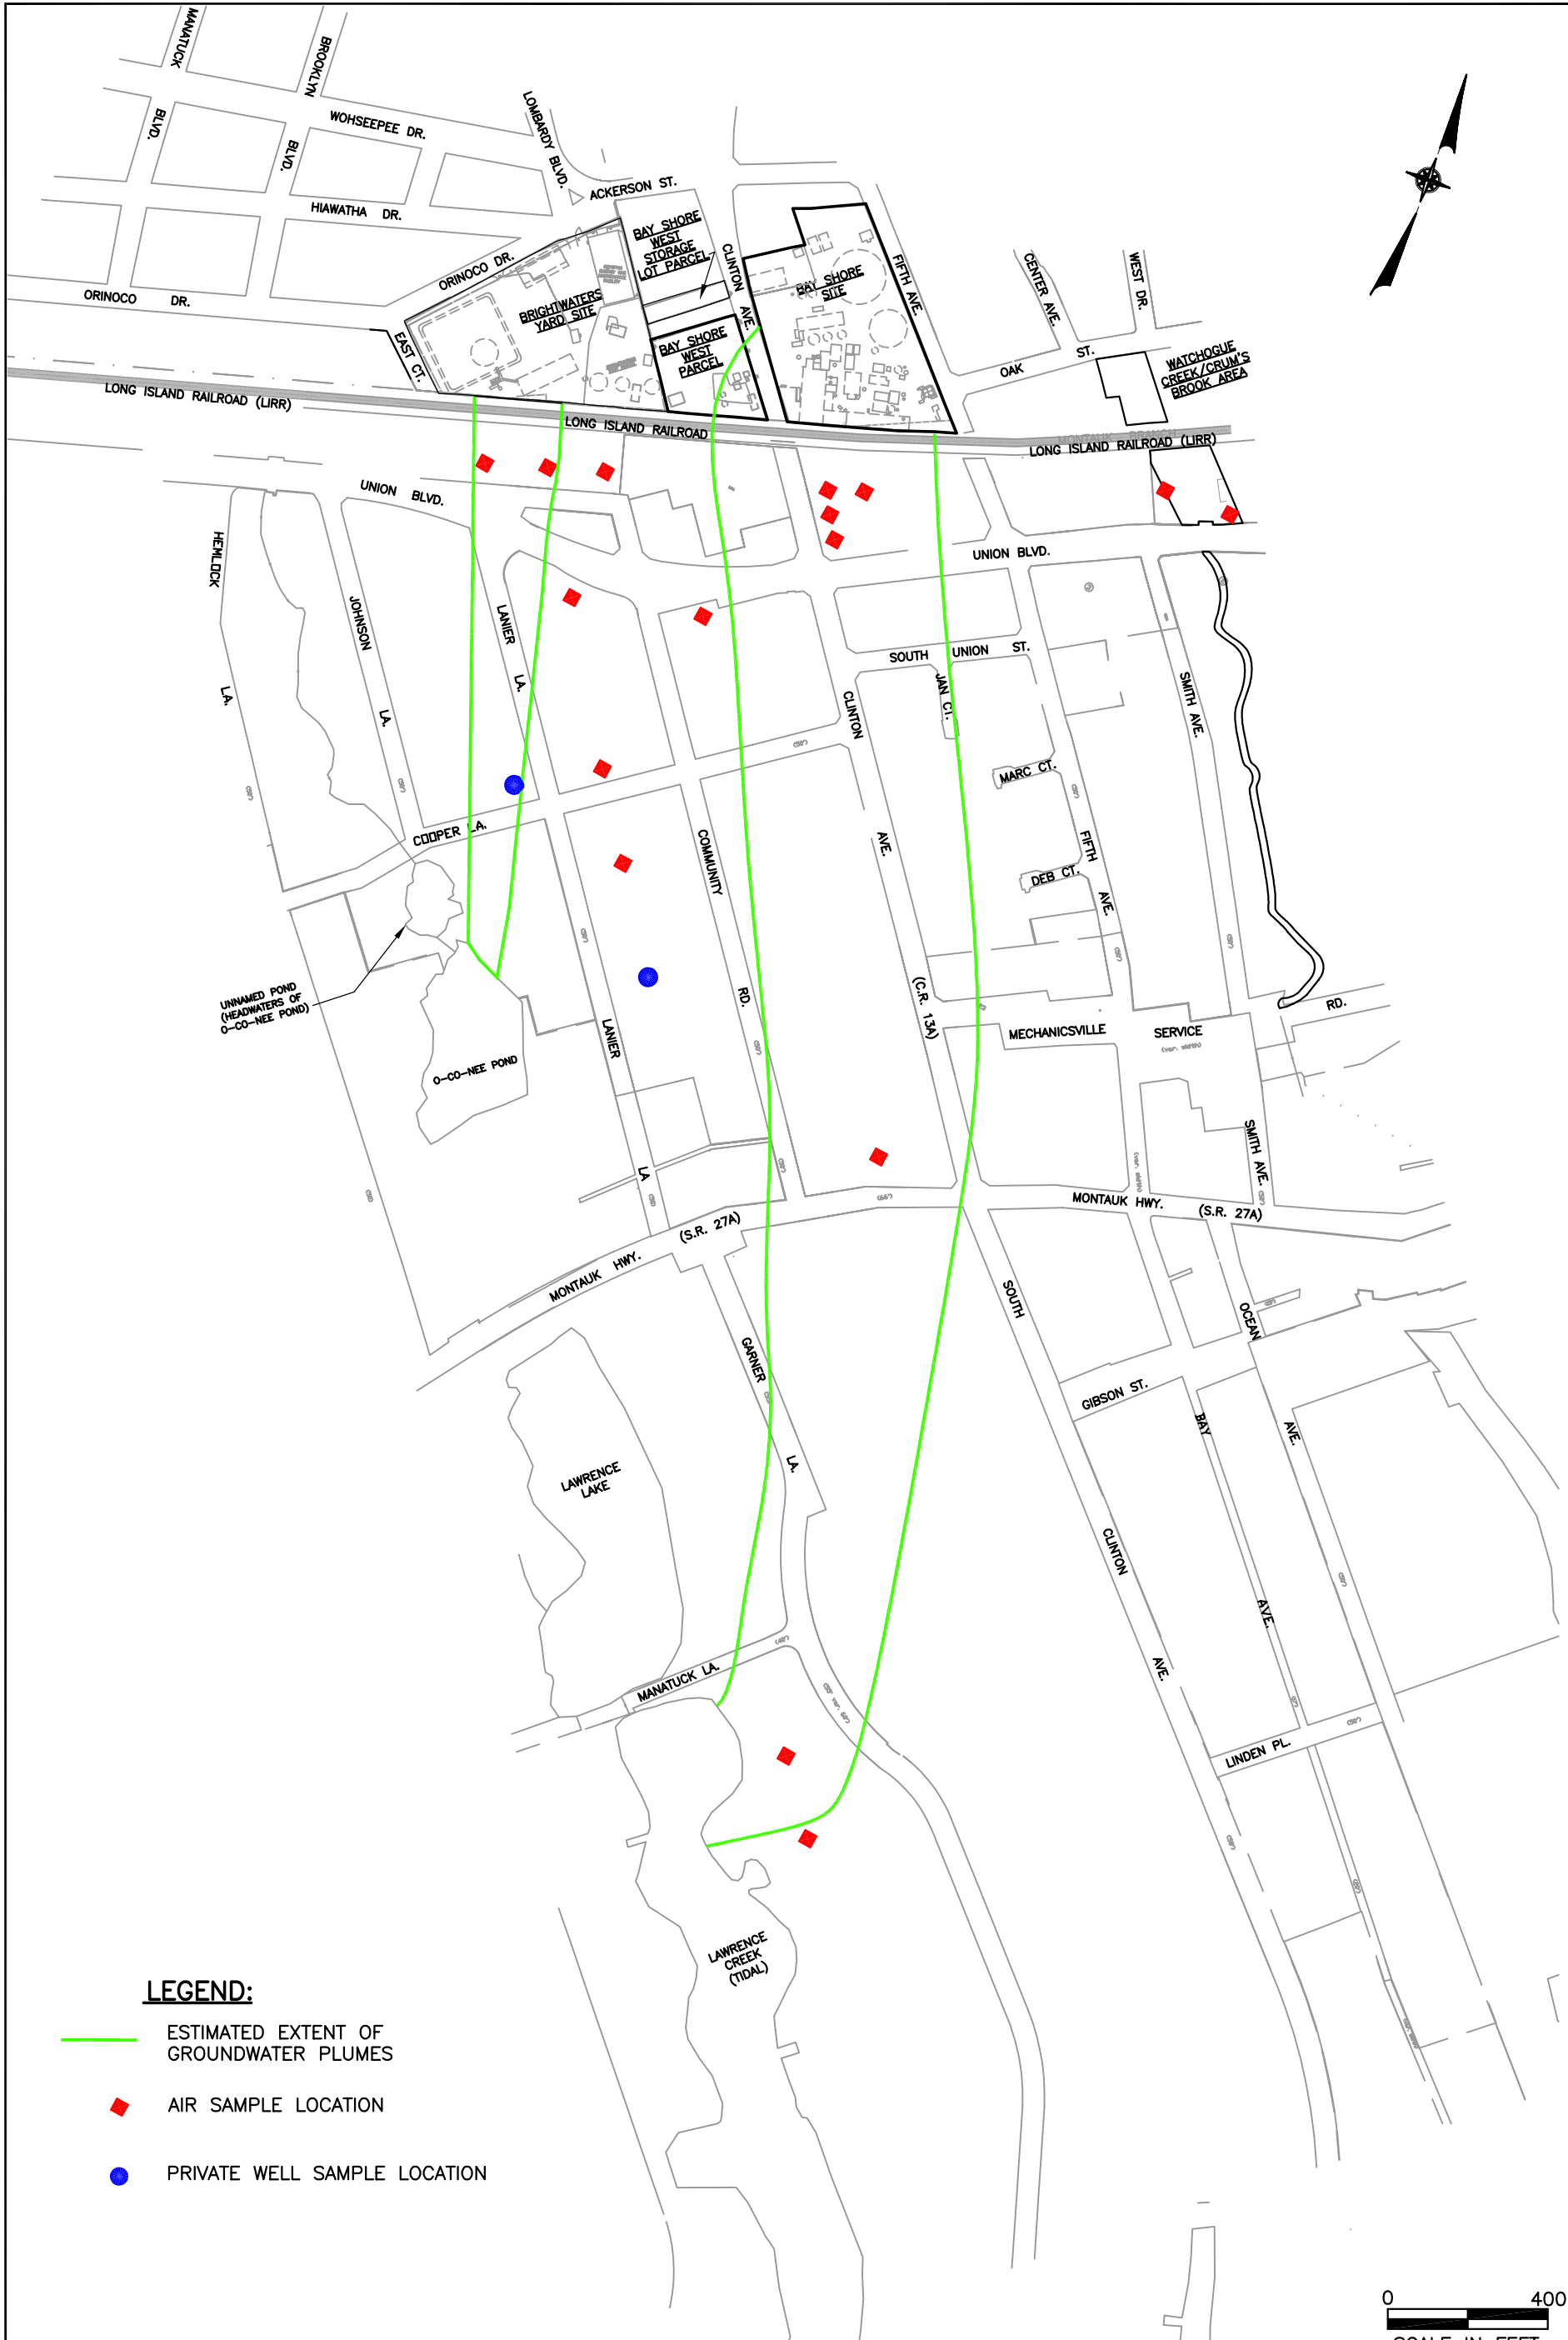 MANATUCK
BLVD.
BROOKLYN
BLVD.
WOHSEEPEE DR.
LOMBARDY BLVD.
ACKERSON ST.
HIAWATHA DR.
ORINOCO DR.
ORINOCO DR.
EAST CT.
BRIGHTWATERS
YARD SITE
BAY SHORE
WEST
STORAGE
LOT PARCEL
CLINTON
AVE.
BAY SHORE
WEST
PARCEL
BAY SHORE
SITE
FIFTH AVE.
CENTER AVE.
WEST DR.
OAK ST.
WATCHOGUE
CREEK/CRUM'S
BROOK AREA
LONG ISLAND RAILROAD (LIRR)
LONG ISLAND RAILROAD
LONG ISLAND RAILROAD (LIRR)
UNION BLVD.
UNION BLVD.
HEMLOCK
LA.
JOHNSON
LA.
LANIER
LA.
SOUTH UNION ST.
JAN CT.
CLINTON
AVE.
(C.R. 13A)
MARC CT.
DEB CT.
FIFTH
AVE.
SMITH AVE.
COOPER LA.
COMMUNITY
RD.
UNNAMED POND
(HEADWATERS OF
O-CO-NEE POND)
O-CO-NEE POND
LANIER
LA
MECHANICSVILLE
SERVICE
(var. width)
RD.
SMITH AVE.
MONTAUK HWY.
(S.R. 27A)
MONTAUK HWY.
(S.R. 27A)
GARNER
LA.
SOUTH
CLINTON
AVE.
OCEAN
AVE.
GIBSON ST.
BAY
AVE.
LAWRENCE
LAKE
MANATUCK LA.
LINDEN PL.
LAWRENCE
CREEK
(TIDAL)
LEGEND:
ESTIMATED EXTENT OF
GROUNDWATER PLUMES
AIR SAMPLE LOCATION
PRIVATE WELL SAMPLE LOCATION
0 400
SCALE IN FEET